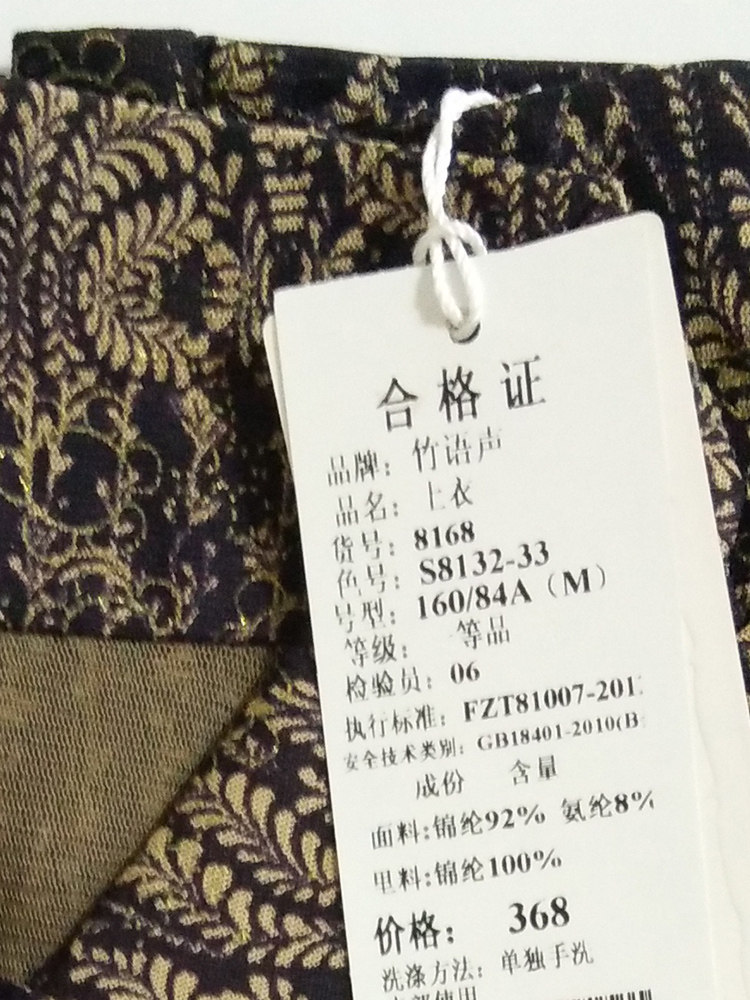 合格证
品牌：竹语声
品名：上衣
货号：8168
色号：S8132-33
号型：160/84A（M）
等级：一等品
检验员：06
执行标准：FZT81007-201
安全技术类别：GB18401-2010(B
成份 含量
面料:锦纶92% 氨纶8%
里料:锦纶100%
价格：368
洗涤方法：单独手洗